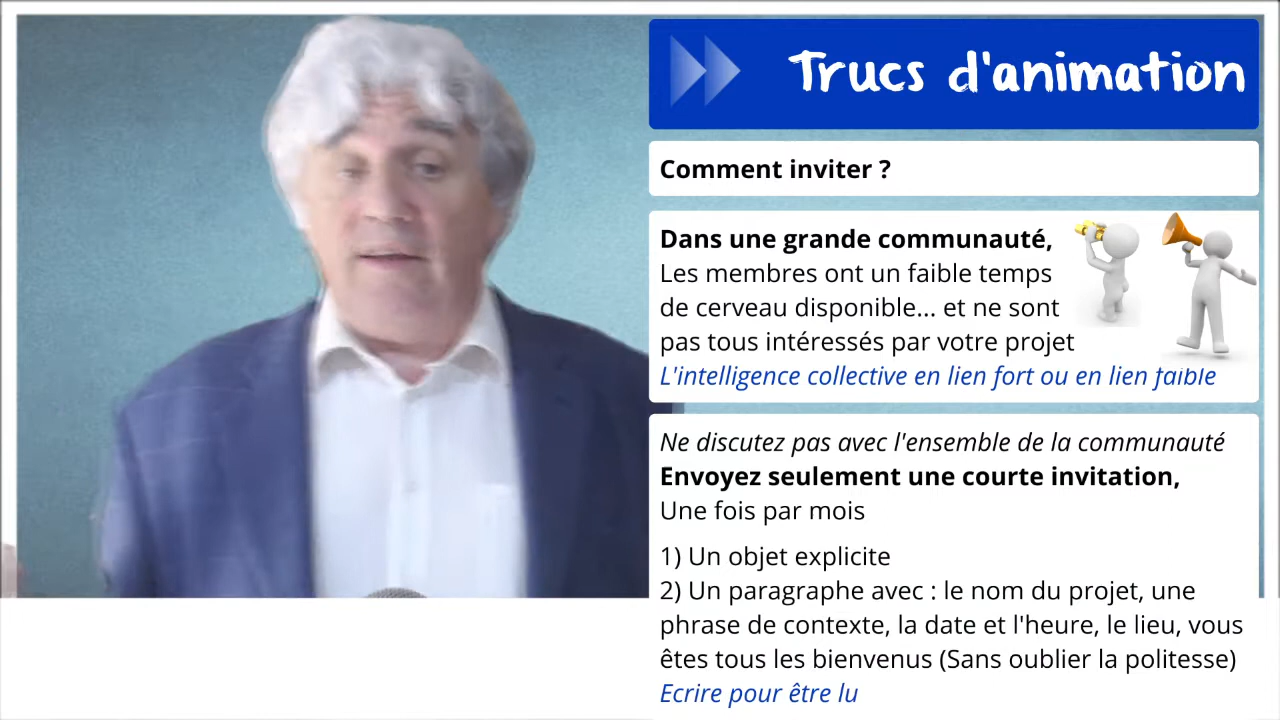 Trucs d'animation
Comment inviter ?
Dans une grande communauté,
Les membres ont un faible temps
de cerveau disponible... et ne sont
pas tous intéressés par votre projet
L'intelligence collective en lien fort ou en lien faible
Ne discutez pas avec l'ensemble de la communauté
Envoyez seulement une courte invitation,
Une fois par mois
1) Un objet explicite
2) Un paragraphe avec : le nom du projet, une
phrase de contexte, la date et l'heure, le lieu, vous
êtes tous les bienvenus (Sans oublier la politesse)
Ecrire pour être lu